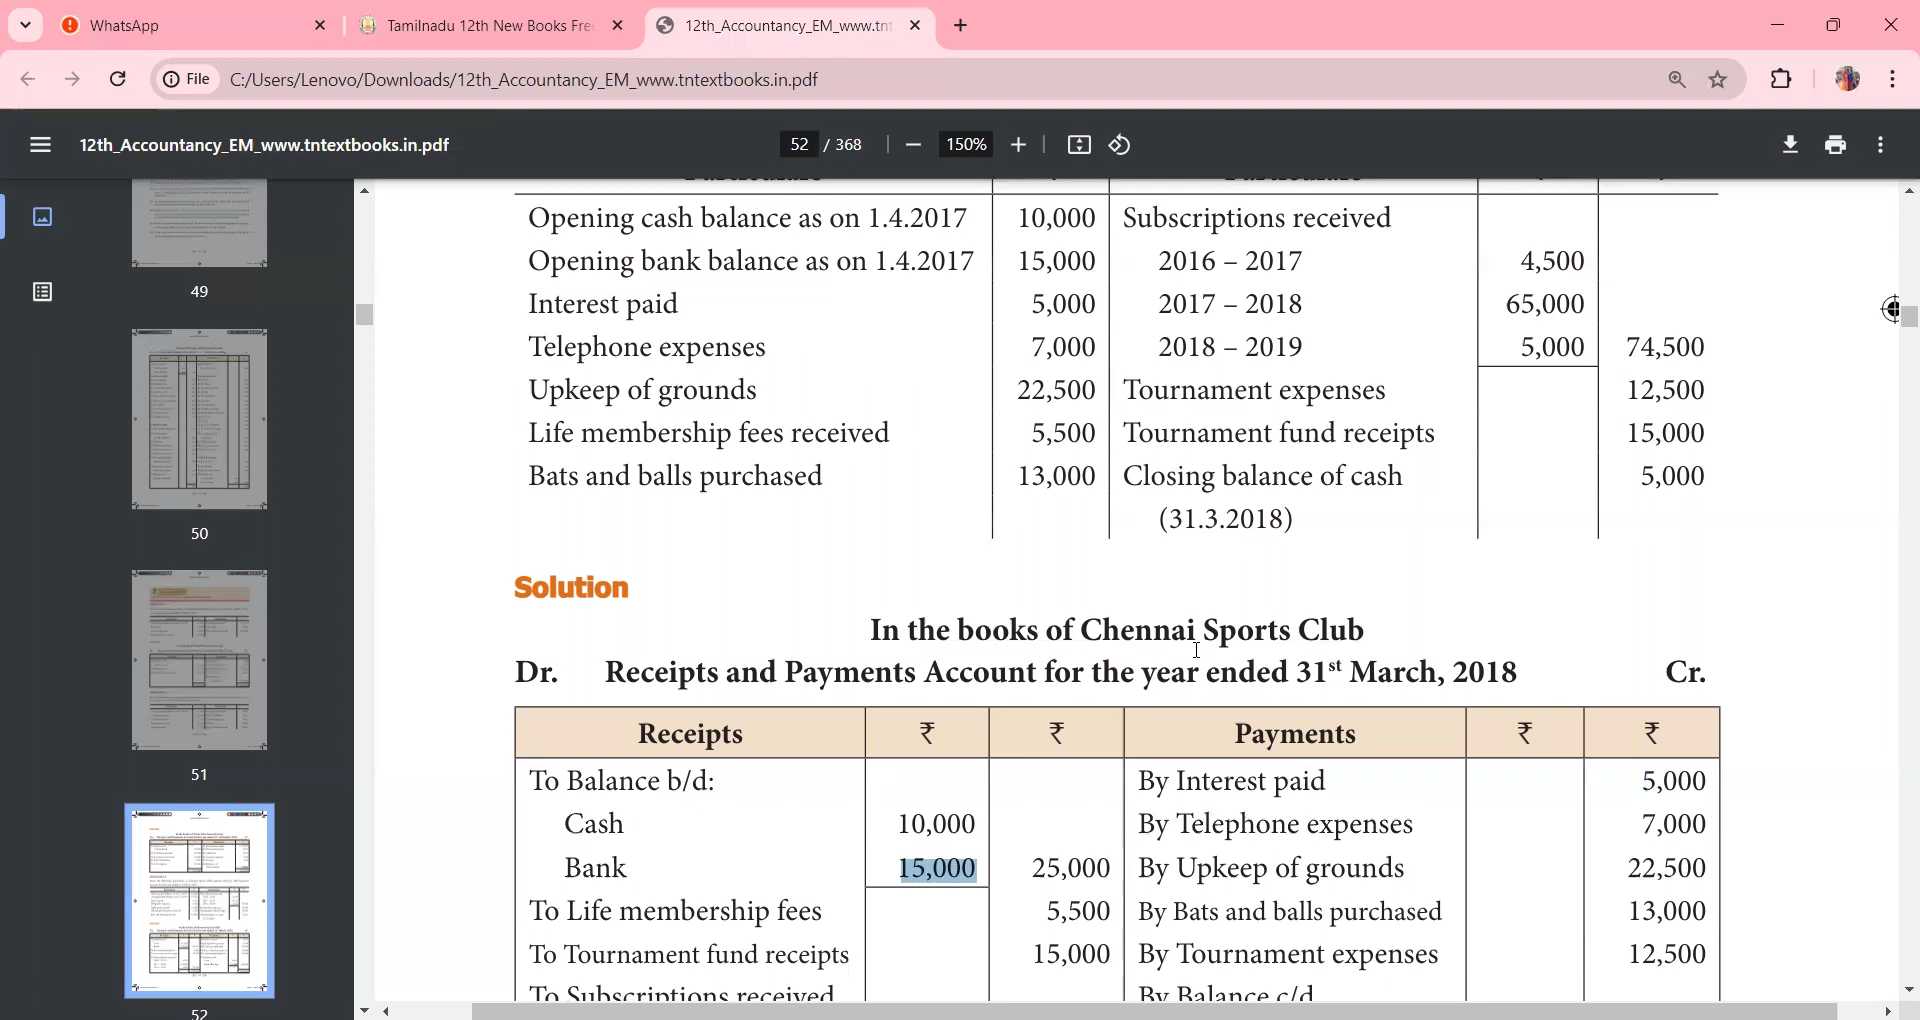 WhatsApp
Tamilnadu 12th New Books Fre
12th_Accountancy_EM_www.tnt
File
C:/Users/Lenovo/Downloads/12th_Accountancy_EM_www.tntextbooks.in.pdf
12th_Accountancy_EM_www.tntextbooks.in.pdf
52 / 368
150%
49
50
51
52
Opening cash balance as on 1.4.2017 10,000 Subscriptions received
Opening bank balance as on 1.4.2017 15,000 2016 – 2017 4,500
Interest paid 5,000 2017 – 2018 65,000
Telephone expenses 7,000 2018 – 2019 5,000 74,500
Upkeep of grounds 22,500 Tournament expenses 12,500
Life membership fees received 5,500 Tournament fund receipts 15,000
Bats and balls purchased 13,000 Closing balance of cash 5,000
(31.3.2018)
Solution
In the books of Chennai Sports Club
Dr. Receipts and Payments Account for the year ended 31st March, 2018 Cr.
Receipts ₹ ₹ Payments ₹ ₹
To Balance b/d: By Interest paid 5,000
Cash 10,000 By Telephone expenses 7,000
Bank 15,000 25,000 By Upkeep of grounds 22,500
To Life membership fees 5,500 By Bats and balls purchased 13,000
To Tournament fund receipts 15,000 By Tournament expenses 12,500
To Subscriptions received By Balance c/d